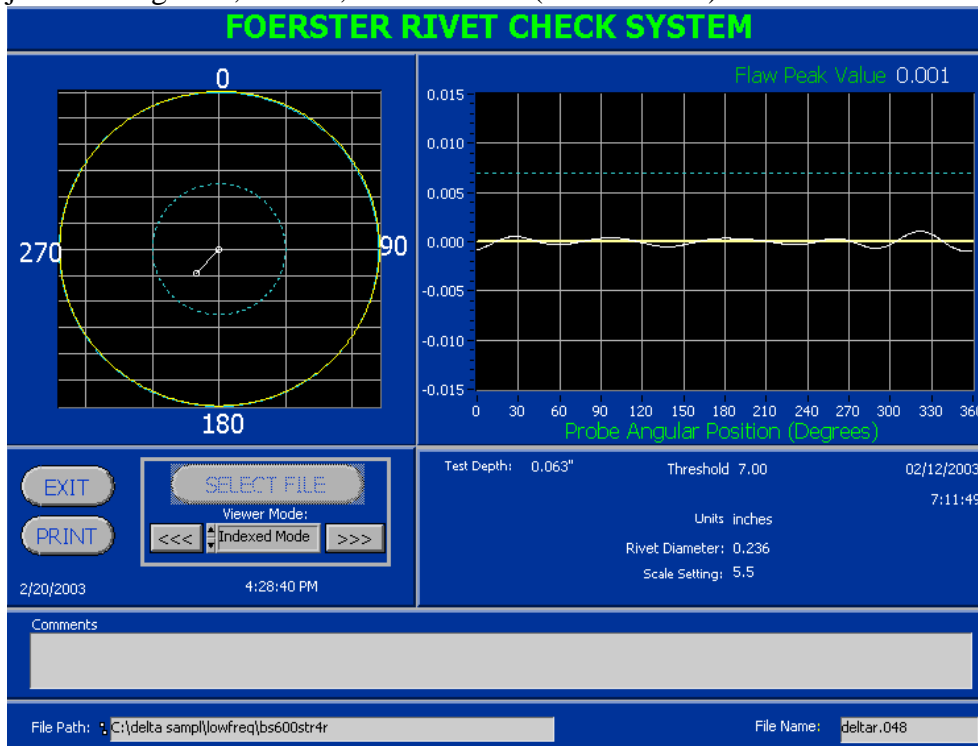 FOERSTER RIVET CHECK SYSTEM
0
270
90
180
Flaw Peak Value 0.001
0.015
0.010
0.005
0.000
-0.005
-0.010
-0.015
0 30 60 90 120 150 180 210 240 270 300 330 360
Probe Angular Position (Degrees)
EXIT
SELECT FILE
Viewer Mode:
PRINT
<<< Indexed Mode >>>
2/20/2003 4:28:40 PM
Test Depth: 0.063" Threshold 7.00 02/12/2003
7:11:49
Units inches
Rivet Diameter: 0.236
Scale Setting: 5.5
Comments
File Path: C:\delta sampl\lowfreq\bs600str4r File Name: deltar.048